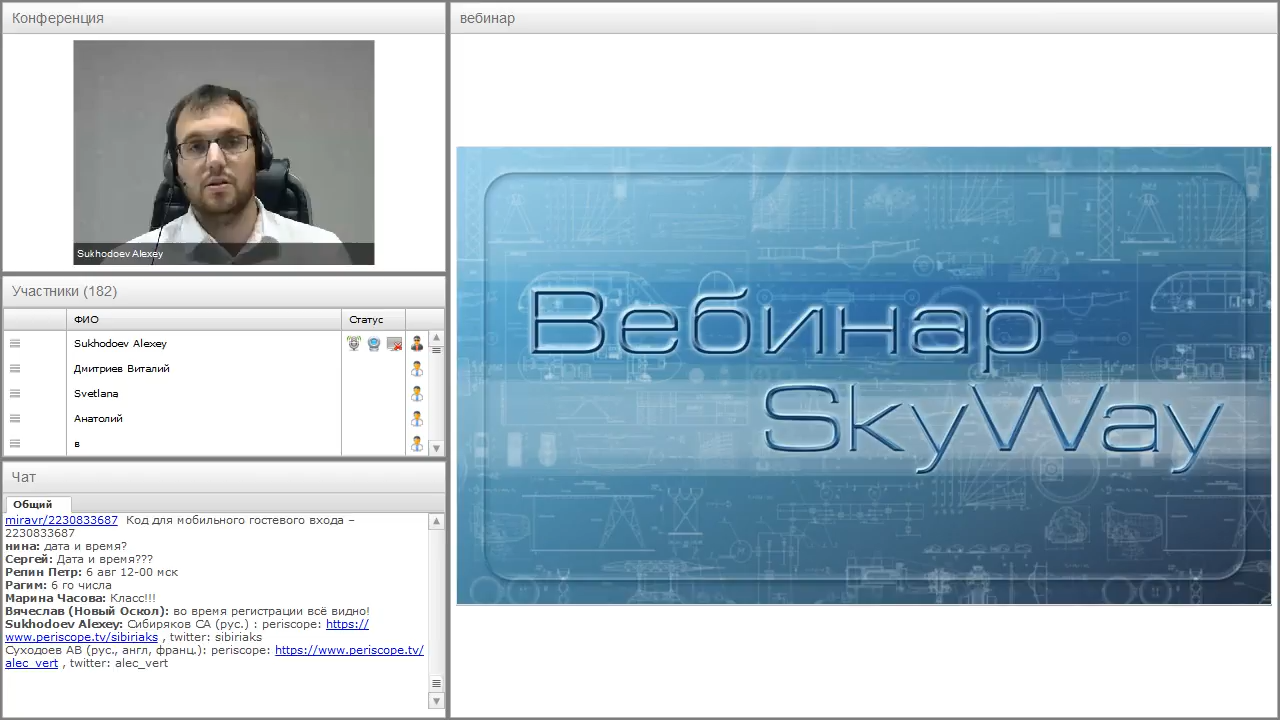 Конференция
Sukhodoev Alexey
Участники (182)
ФИО Статус
Sukhodoev Alexey
Дмитриев Виталий
Svetlana
Анатолий
в
Чат
Общий
miravr/2230833687 Код для мобильного гостевого входа –
2230833687
нина: дата и время?
Сергей: Дата и время???
Репин Петр: 6 авг 12-00 мск
Рагим: 6 го числа
Марина Часова: Класс!!!
Вячеслав (Новый Оскол): во время регистрации всё видно!
Sukhodoev Alexey: Сибиряков СА (рус.) : periscope: https://
www.periscope.tv/sibiriaks , twitter: sibiriaks
Суходоев АВ (рус., англ, франц.): periscope: https://www.periscope.tv/
alec_vert , twitter: alec_vert
вебинар
Вебинар
SkyWay